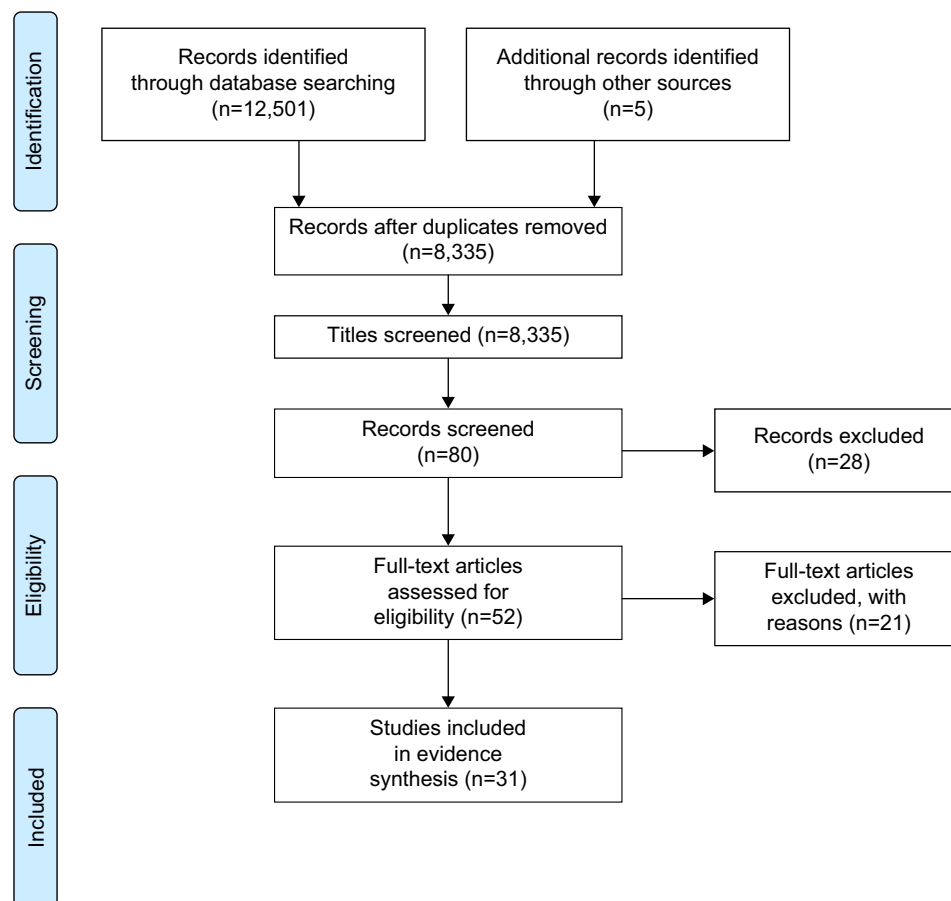 Identification
Records identified
through database searching
(n=12,501)
Additional records identified
through other sources
(n=5)
Records after duplicates removed
(n=8,335)
Screening
Titles screened (n=8,335)
Records screened
(n=80)
Records excluded
(n=28)
Eligibility
Full-text articles
assessed for
eligibility (n=52)
Full-text articles
excluded, with
reasons (n=21)
Included
Studies included
in evidence
synthesis (n=31)